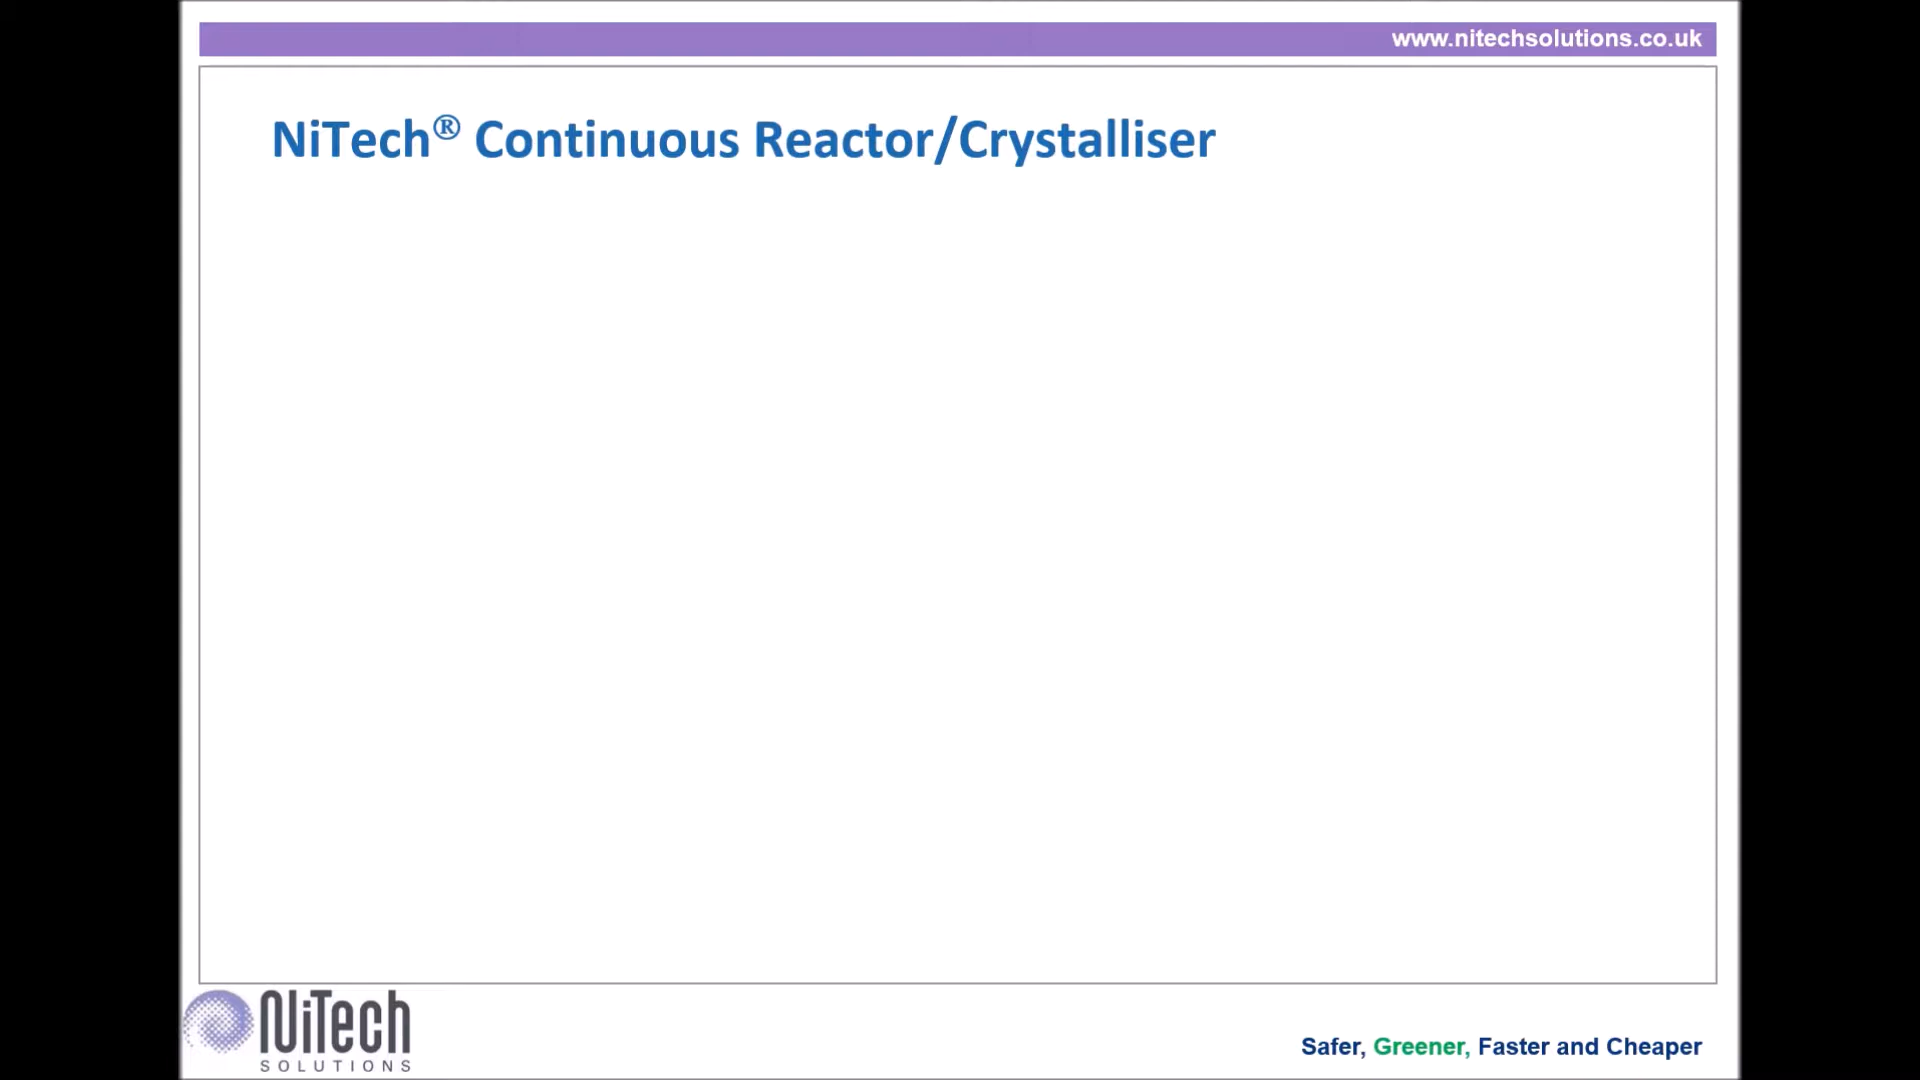 www.nitechsolutions.co.uk
NiTech® Continuous Reactor/Crystalliser
NiTech
SOLUTIONS
Safer, Greener, Faster and Cheaper